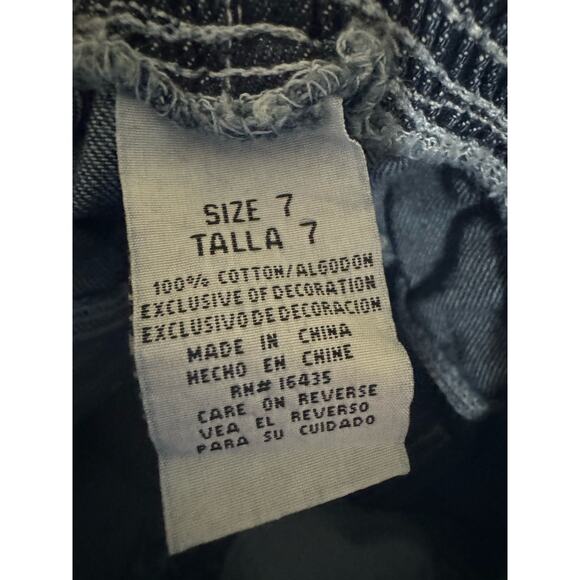 SIZE 7
TALLA 7
100% COTTON/ALGODON
EXCLUSIVE OF DECORATION
EXCLUSIVO DE DECORACION
MADE IN CHINA
HECHO EN CHINE
RN# 16435
CARE ON REVERSE
VEA EL REVERSO
PARA SU CUIDADO